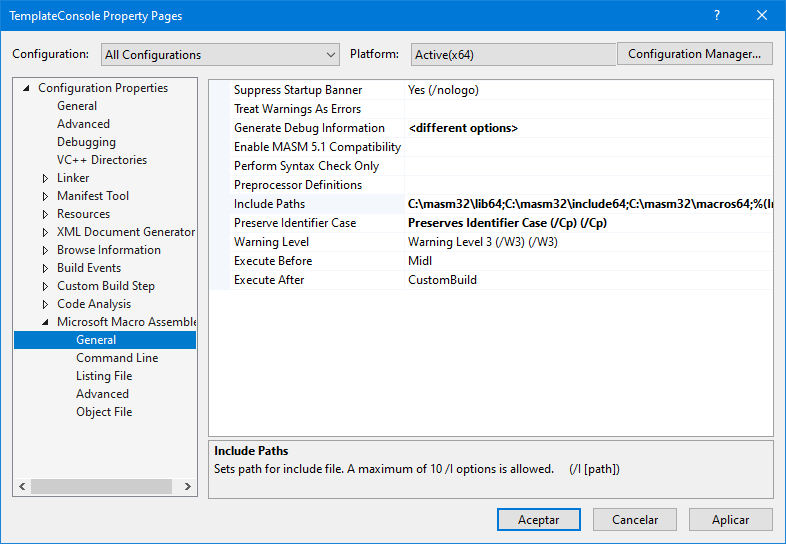 TemplateConsole Property Pages
Configuration: All Configurations Platform: Active(x64) Configuration Manager...
Configuration Properties
General
Advanced
Debugging
VC++ Directories
Linker
Manifest Tool
Resources
XML Document Generator
Browse Information
Build Events
Custom Build Step
Code Analysis
Microsoft Macro Assemble
General
Command Line
Listing File
Advanced
Object File
Suppress Startup Banner Yes (/nologo)
Treat Warnings As Errors
Generate Debug Information <different options>
Enable MASM 5.1 Compatibility
Perform Syntax Check Only
Preprocessor Definitions
Include Paths C:\masm32\lib64;C:\masm32\include64;C:\masm32\macros64;%(In
Preserve Identifier Case Preserves Identifier Case (/Cp) (/Cp)
Warning Level Warning Level 3 (/W3) (/W3)
Execute Before Midl
Execute After CustomBuild
Include Paths
Sets path for include file. A maximum of 10 /I options is allowed. (/I [path])
Aceptar Cancelar Aplicar